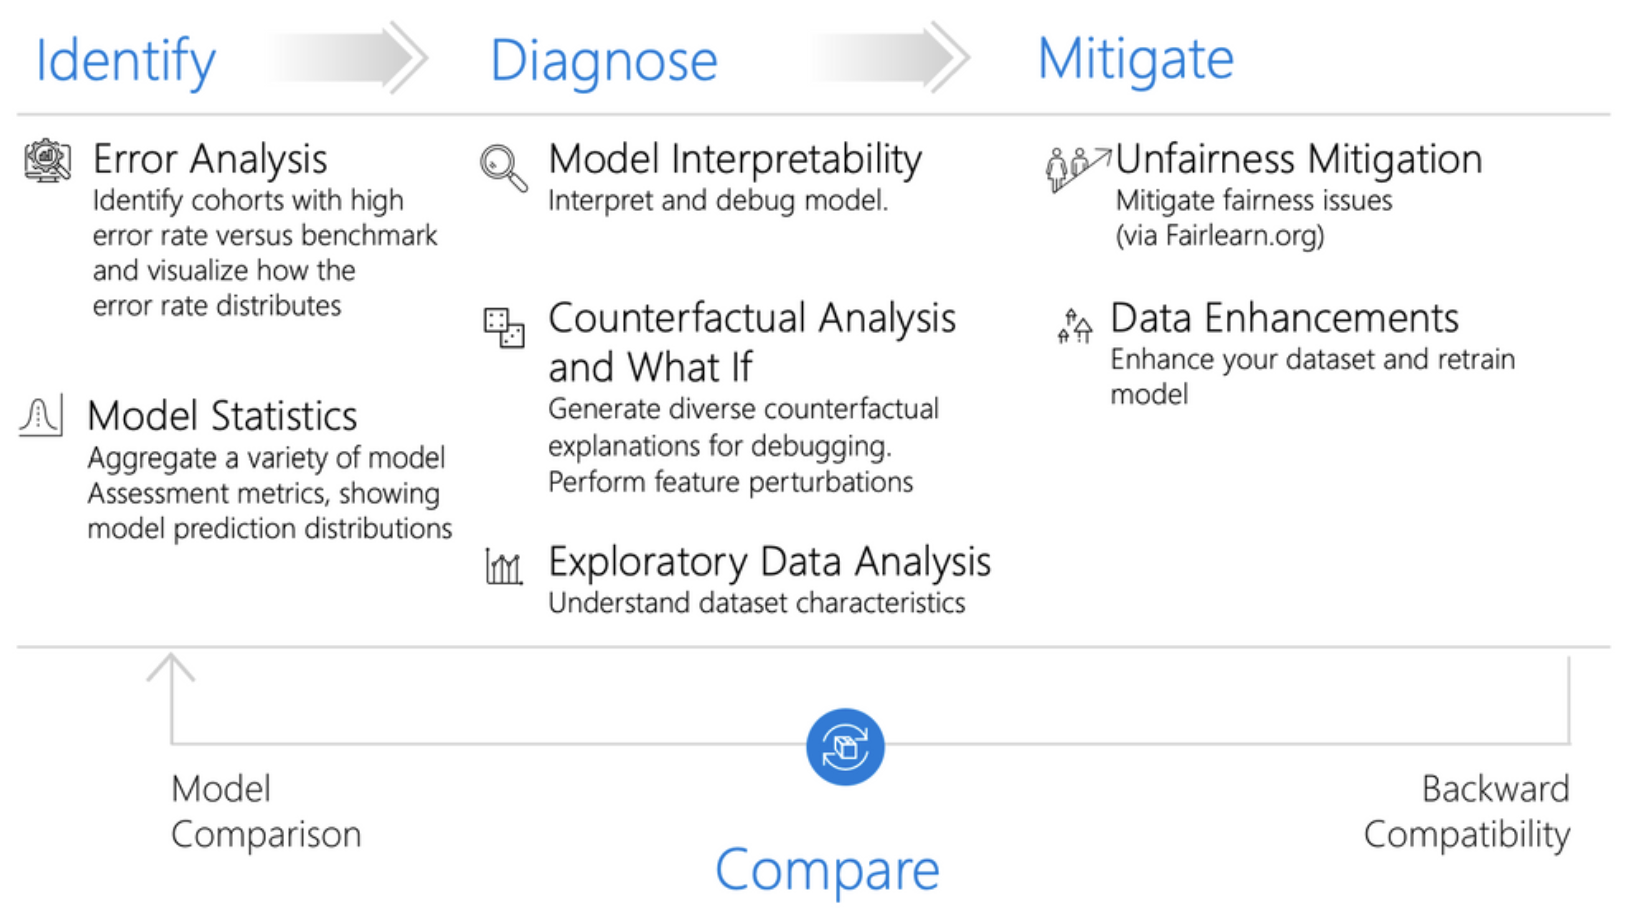 Identify
Diagnose
Mitigate
Error Analysis
Identify cohorts with high
error rate versus benchmark
and visualize how the
error rate distributes
Model Statistics
Aggregate a variety of model
Assessment metrics, showing
model prediction distributions
Model Interpretability
Interpret and debug model.
Counterfactual Analysis
and What If
Generate diverse counterfactual
explanations for debugging.
Perform feature perturbations
Exploratory Data Analysis
Understand dataset characteristics
Unfairness Mitigation
Mitigate fairness issues
(via Fairlearn.org)
Data Enhancements
Enhance your dataset and retrain
model
Model
Comparison
Compare
Backward
Compatibility